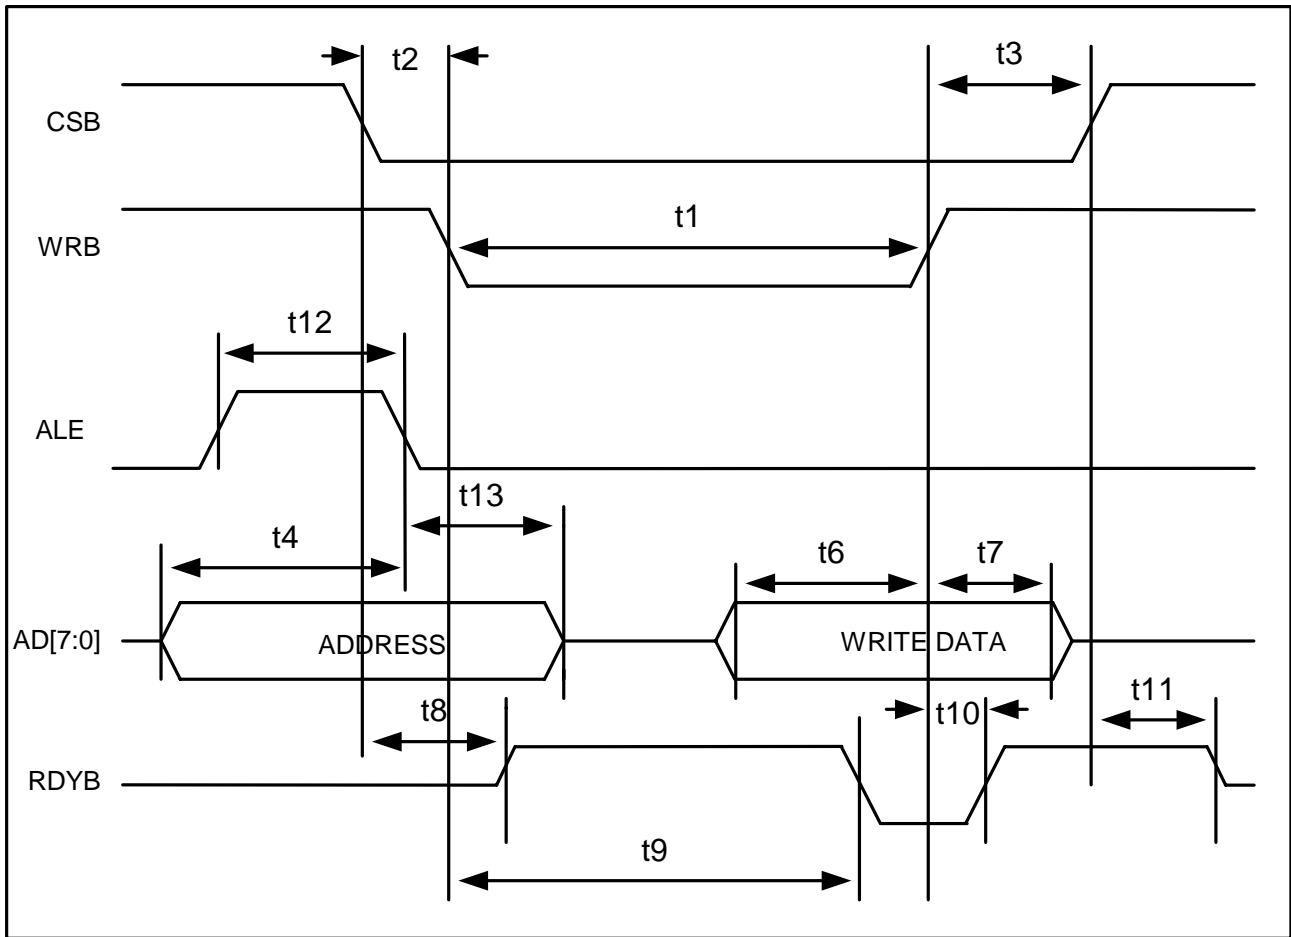 t2
t3
CSB
t1
WRB
t12
ALE
t13
t4
t6
t7
AD[7:0]
ADDRESS
WRITE DATA
t8
t10
t11
RDYB
t9